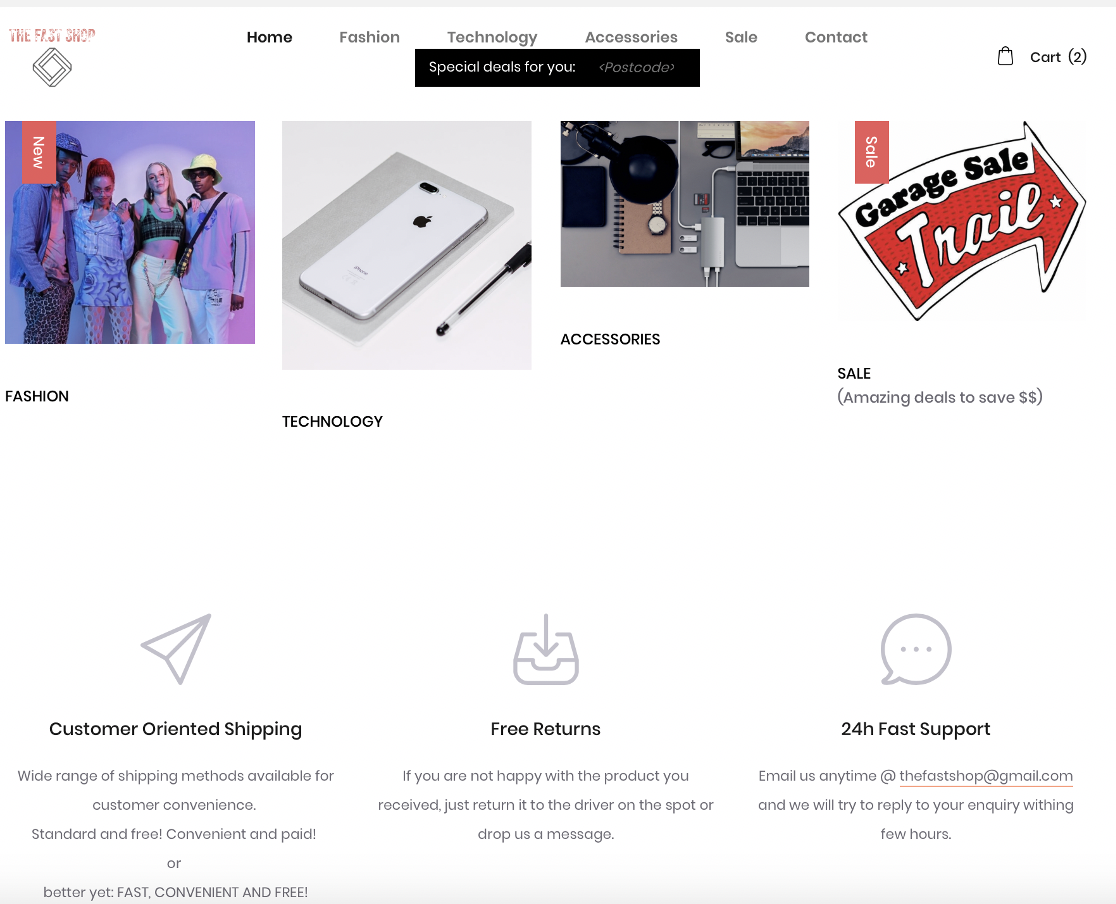 THE FAST SHOP
Home Fashion Technology Accessories Sale Contact
Special deals for you: <Postcode>
Cart (2)
New
iPhone
Sale
Garage Sale
Trail
FASHION
TECHNOLOGY
ACCESSORIES
SALE
(Amazing deals to save $$)
Customer Oriented Shipping
Wide range of shipping methods available for
customer convenience.
Standard and free! Convenient and paid!
or
better yet: FAST, CONVENIENT AND FREE!
Free Returns
If you are not happy with the product you
received, just return it to the driver on the spot or
drop us a message.
24h Fast Support
Email us anytime @ thefastshop@gmail.com
and we will try to reply to your enquiry withing
few hours.